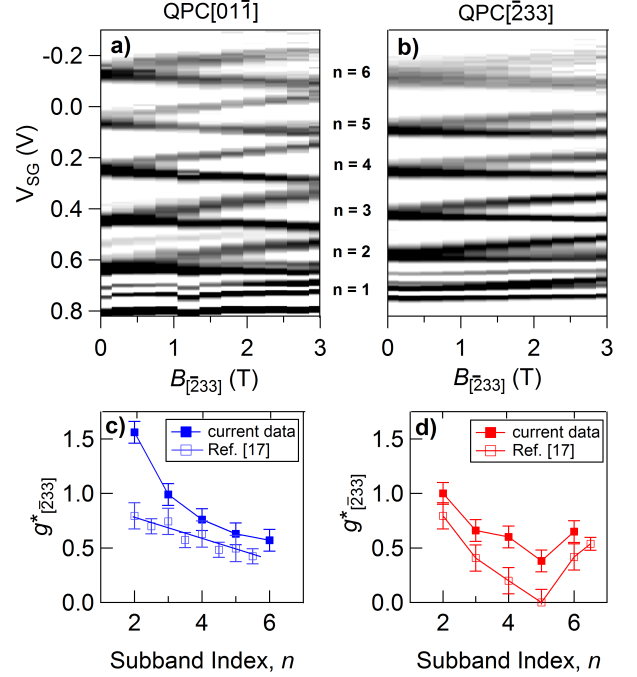 QPC[011̅]
QPC[2̅33]
a)
b)
V_SG (V)
-0.2
0.0
0.2
0.4
0.6
0.8
n = 6
n = 5
n = 4
n = 3
n = 2
n = 1
0 1 2 3
0 1 2 3
B[2̅33] (T)
B[2̅33] (T)
c)
current data
Ref. [17]
g*[2̅33]
1.5
1.0
0.5
0.0
2 4 6
Subband Index, n
d)
current data
Ref. [17]
g*[2̅33]
1.5
1.0
0.5
0.0
2 4 6
Subband Index, n